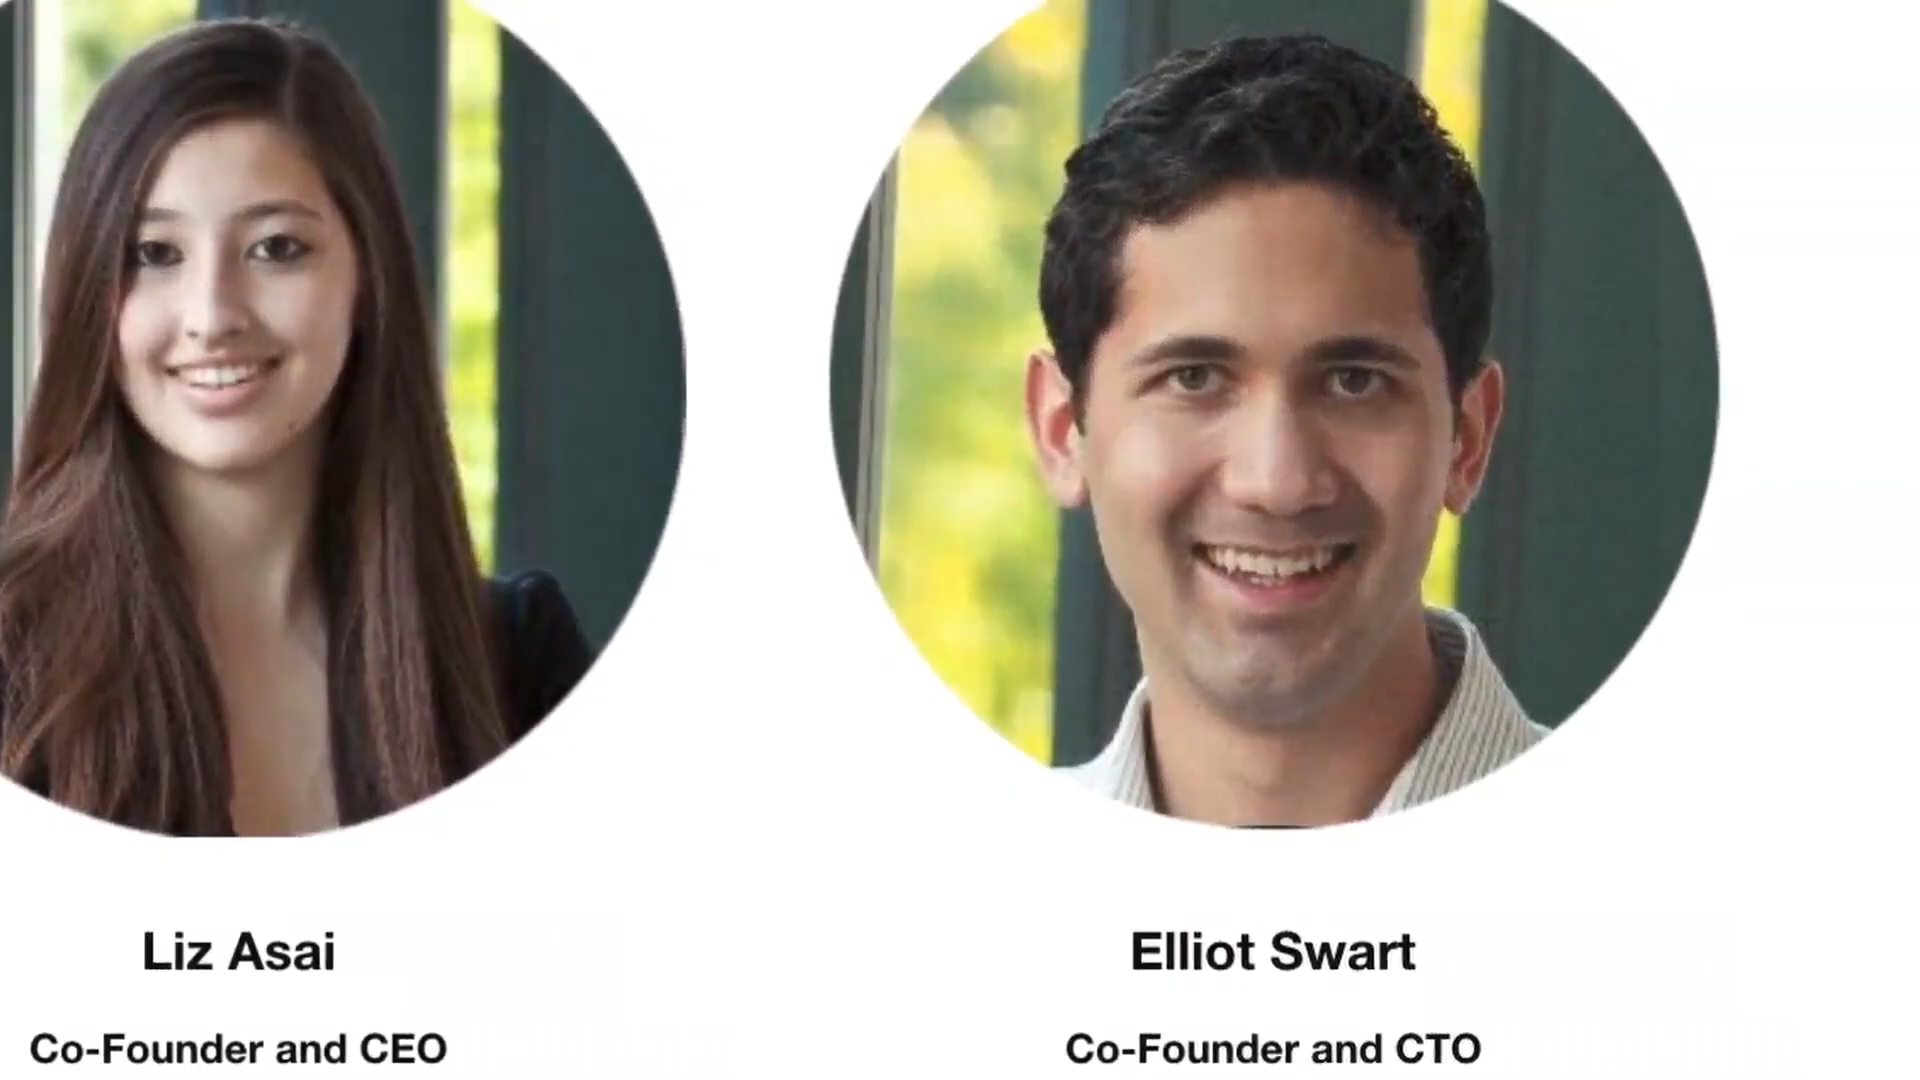 Liz Asai
Co-Founder and CEO
Elliot Swart
Co-Founder and CTO